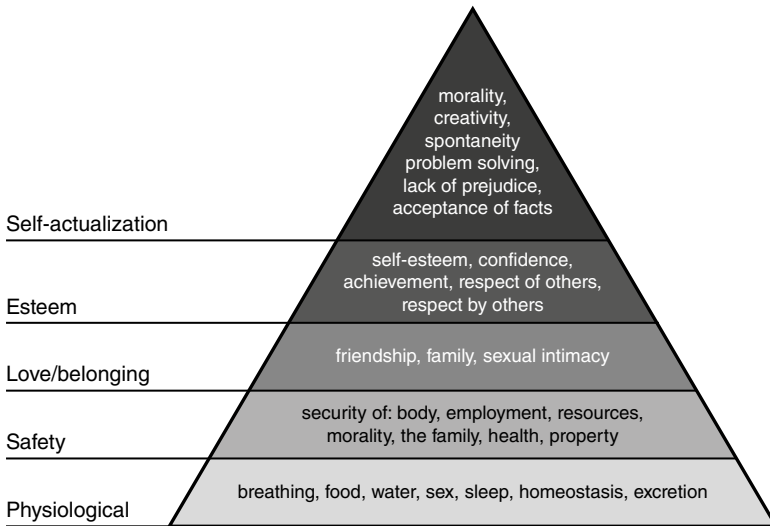 morality,
creativity,
spontaneity
problem solving,
lack of prejudice,
acceptance of facts
Self-actualization
self-esteem, confidence,
achievement, respect of others,
respect by others
Esteem
friendship, family, sexual intimacy
Love/belonging
security of: body, employment, resources,
morality, the family, health, property
Safety
breathing, food, water, sex, sleep, homeostasis, excretion
Physiological